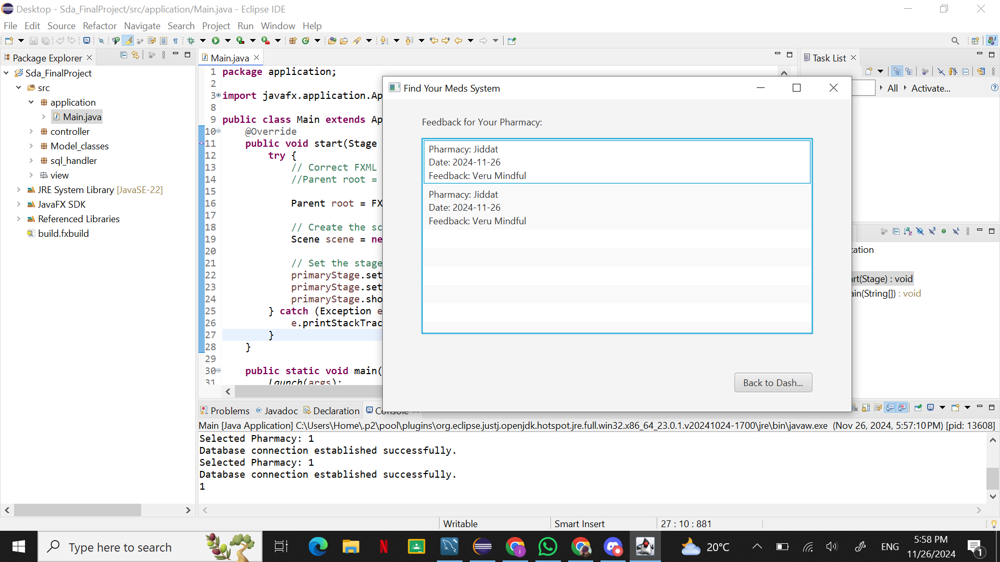 Desktop - Sda_FinalProject/src/application/Main.java - Eclipse IDE
File Edit Source Refactor Navigate Search Project Run Window Help
Package Explorer
Sda_FinalProject
src
application
Main.java
controller
Model_classes
sql_handler
view
JRE System Library [JavaSE-22]
JavaFX SDK
Referenced Libraries
build.fxbuild
Main.java
1 package application;
2
3 import javafx.application.Ap
8
9 public class Main extends Ap
10 @Override
11 public void start(Stage
12 try {
13 // Correct FXML
14 //Parent root =
15
16 Parent root = FX
17
18 // Create the sc
19 Scene scene = ne
20
21 // Set the stage
22 primaryStage.set
23 primaryStage.set
24 primaryStage.sho
25 } catch (Exception e
26 e.printStackTrac
27 }
28 }
29
30 public static void main(
31 launch(args);
Find Your Meds System
Feedback for Your Pharmacy:
Pharmacy: Jiddat
Date: 2024-11-26
Feedback: Veru Mindful
Pharmacy: Jiddat
Date: 2024-11-26
Feedback: Veru Mindful
Back to Dash...
Task List
All Activate...
cation
rt(Stage) : void
ain(String[]) : void
Problems @ Javadoc Declaration Console
Main [Java Application] C:\Users\Home\.p2\pool\plugins\org.eclipse.justj.openjdk.hotspot.jre.full.win32.x86_64_23.0.1.v20241024-1700\jre\bin\javaw.exe (Nov 26, 2024, 5:57:10 PM) [pid: 13608]
Selected Pharmacy: 1
Database connection established successfully.
Selected Pharmacy: 1
Database connection established successfully.
1
Writable Smart Insert 27 : 10 : 881
Type here to search
20°C
ENG
5:58 PM
11/26/2024
1